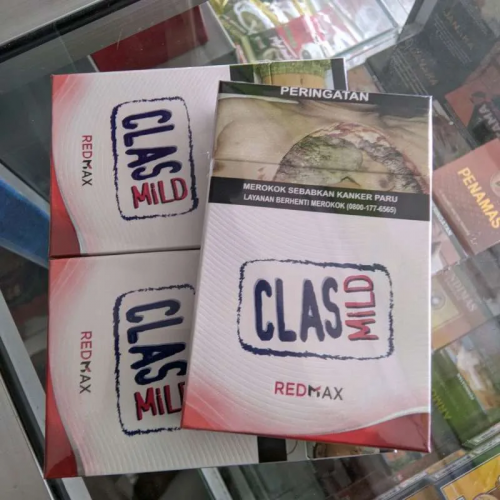 PERINGATAN
MEROKOK SEBABKAN KANKER PARU
LAYANAN BERHENTI MEROKOK (0800-177-6565)
CLAS MILD
REDMAX
CLAS MILD
REDMAX
CLAS MILD
REDMAX
PENAMAS